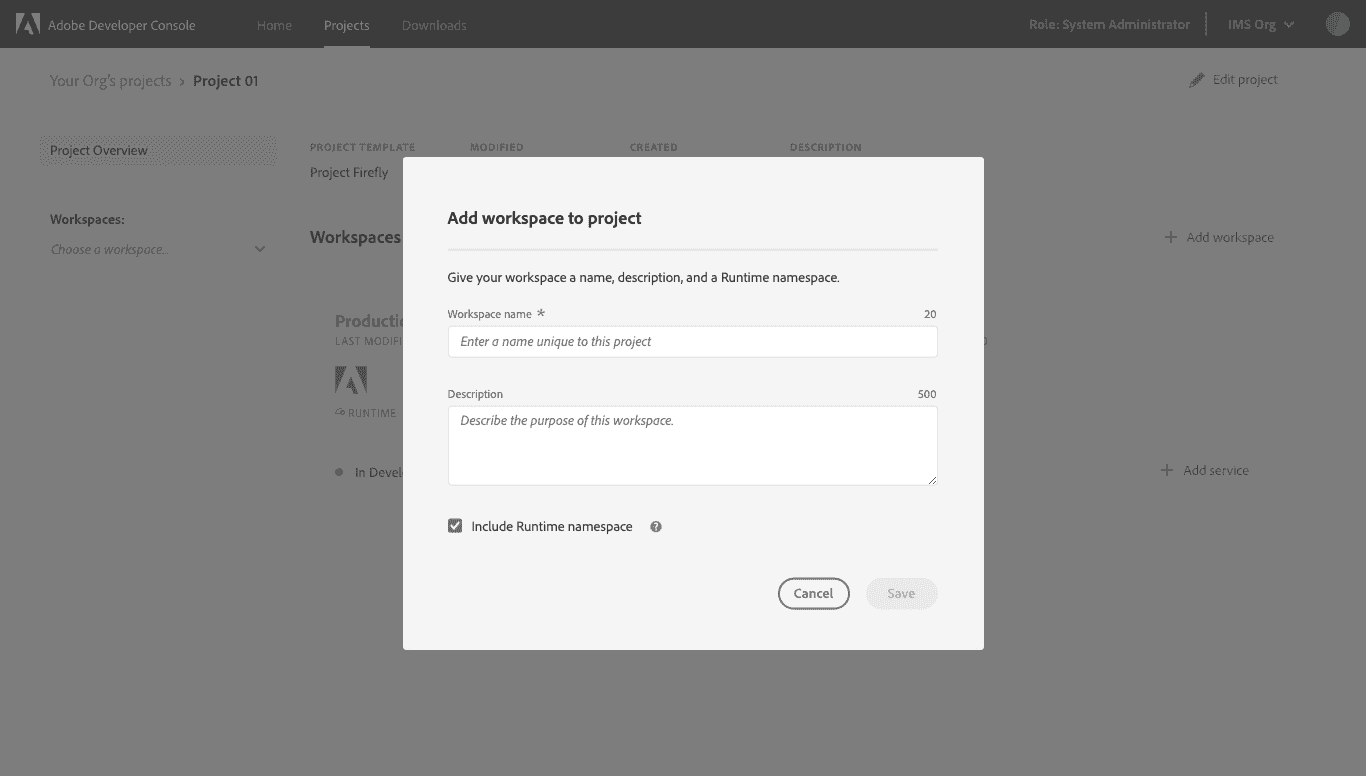 Adobe Developer Console Home Projects Downloads Role: System Administrator IMS Org
Your Org's projects › Project 01 Edit project
Project Overview
PROJECT TEMPLATE MODIFIED CREATED DESCRIPTION
Project Firefly
Workspaces:
Choose a workspace...
Workspaces
+ Add workspace
LAST
RUNTIME
In
+ Add service
Add workspace to project
Give your workspace a name, description, and a Runtime namespace.
Workspace name * 20
Enter a name unique to this project
Description 500
Describe the purpose of this workspace.
Include Runtime namespace ?
Cancel Save